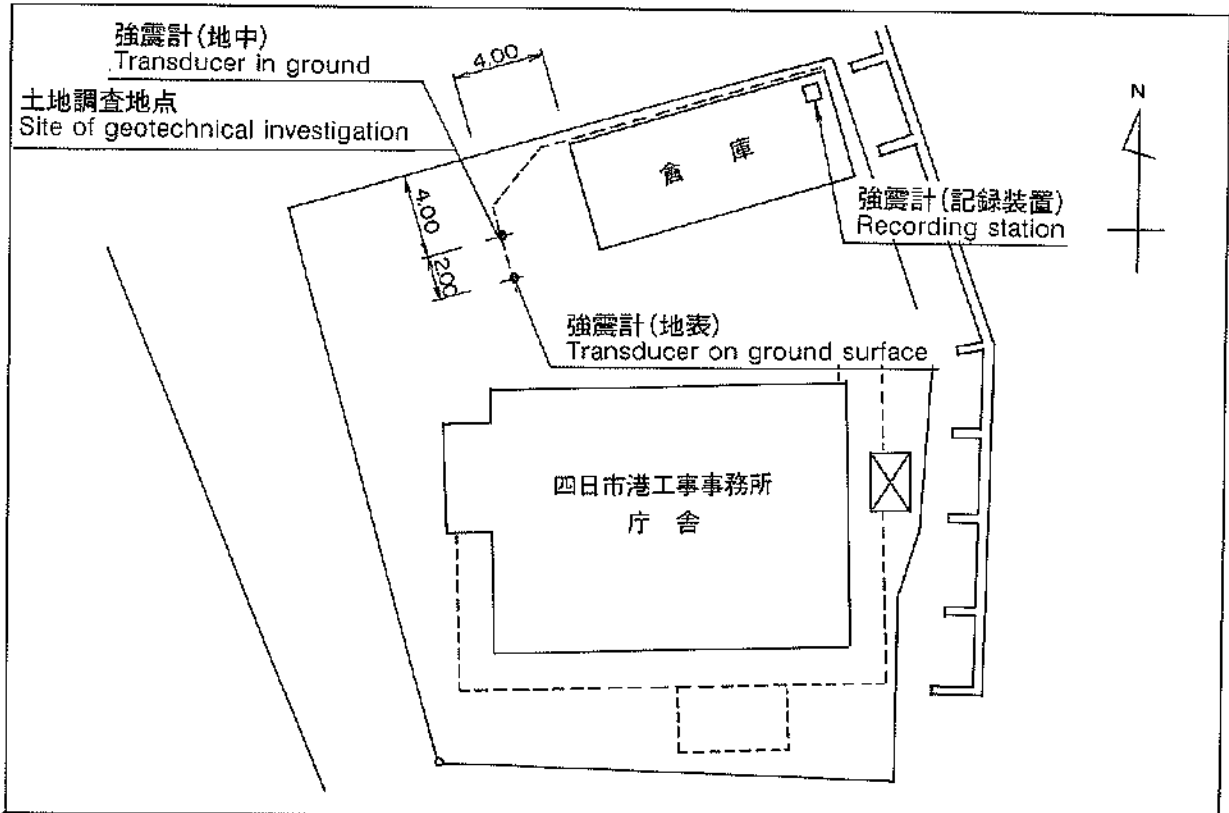 強震計(地中)
Transducer in ground
土地調査地点
Site of geotechnical investigation
4.00
4.00
2.00
倉庫
N
強震計(記録装置)
Recording station
強震計(地表)
Transducer on ground surface
四日市港工事事務所
庁舎